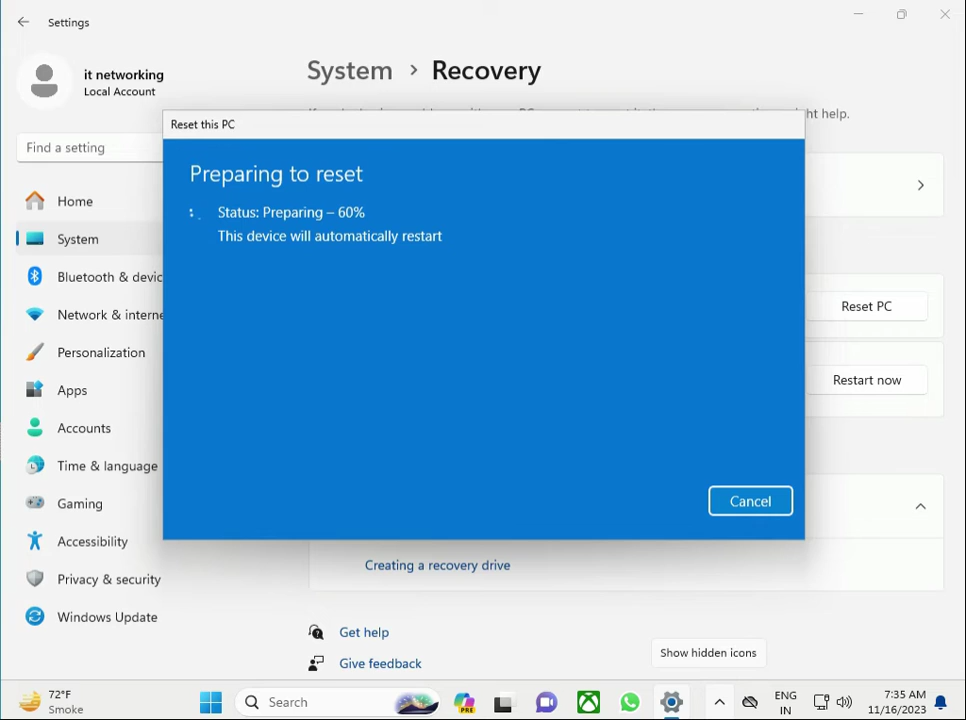 Settings
it networking
Local Account
Find a setting
Home
System
Bluetooth & devic
Network & interne
Personalization
Apps
Accounts
Time & language
Gaming
Accessibility
Privacy & security
Windows Update
System > Recovery
ht help.
Reset this PC
Preparing to reset
Status: Preparing – 60%
This device will automatically restart
Cancel
Reset PC
Restart now
Creating a recovery drive
Get help
Give feedback
Show hidden icons
72°F
Smoke
Search
PRE
ENG
IN
7:35 AM
11/16/2023